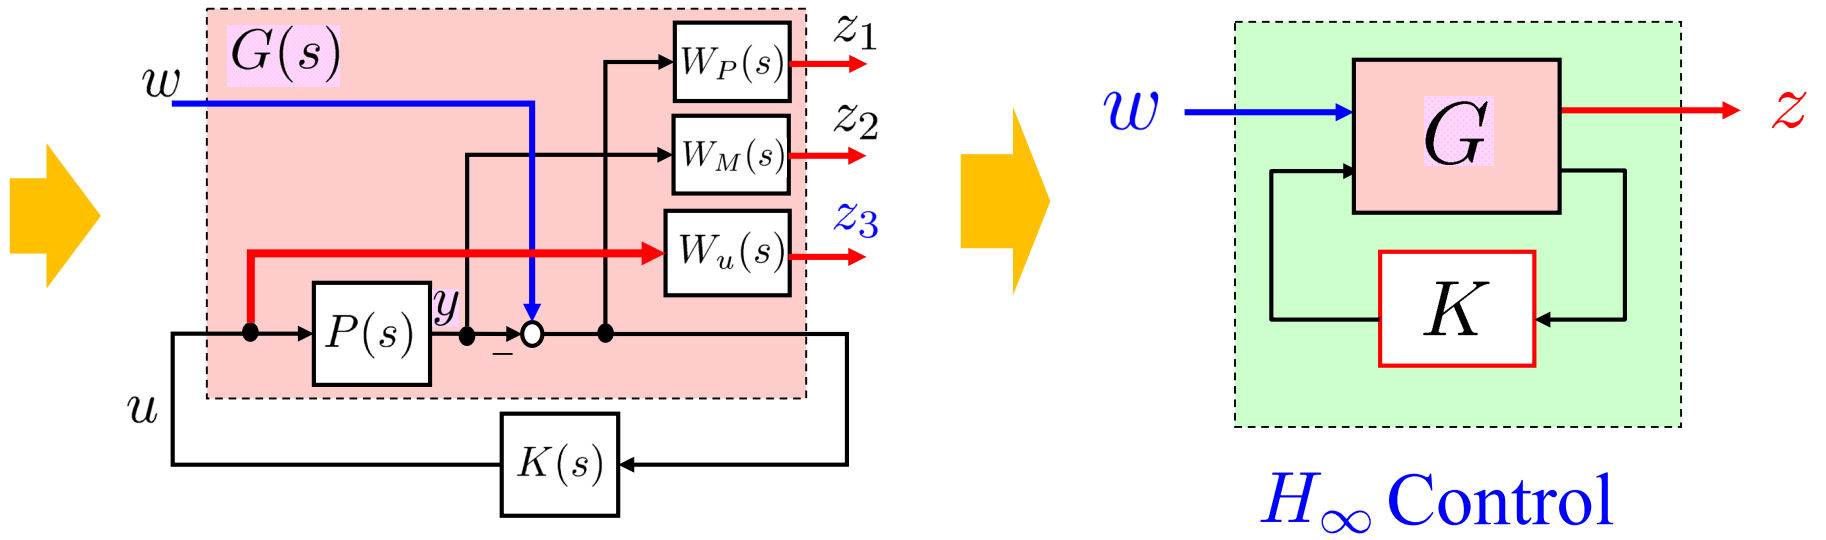 G(s)
w
W_P(s)
z_1
W_M(s)
z_2
W_u(s)
z_3
P(s)
y
−
u
K(s)
w
G
z
K
H_∞ Control